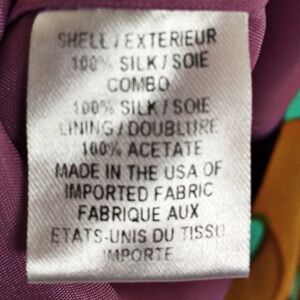 SHELL / EXTERIEUR
100% SILK / SOIE
COMBO
100% SILK / SOIE
LINING / DOUBLURE
100% ACETATE
MADE IN THE USA OF
IMPORTED FABRIC
FABRIQUE AUX
ETATS-UNIS DU TISSU
IMPORTE